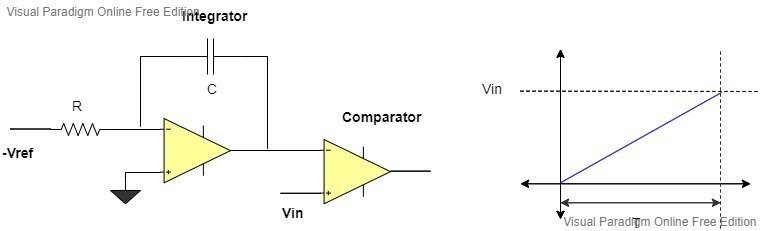 Visual Paradigm Online Free Edition
Integrator
C
R
-Vref
-
+
Comparator
-
+
Vin
Vin
T
Visual Paradigm Online Free Edition